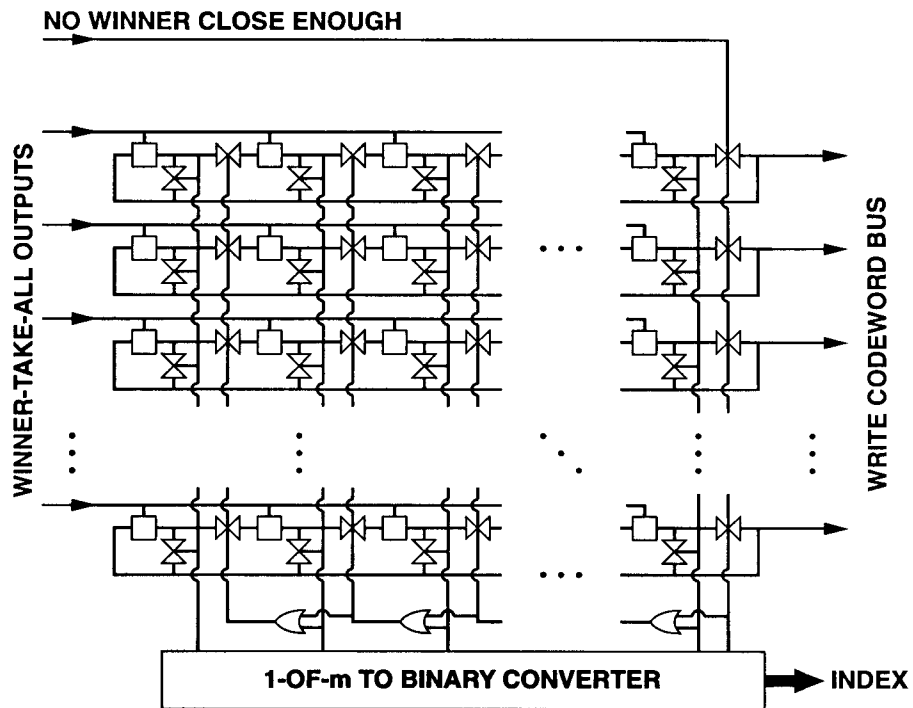 NO WINNER CLOSE ENOUGH
WINNER-TAKE-ALL OUTPUTS
WRITE CODEWORD BUS
1-OF-m TO BINARY CONVERTER
INDEX